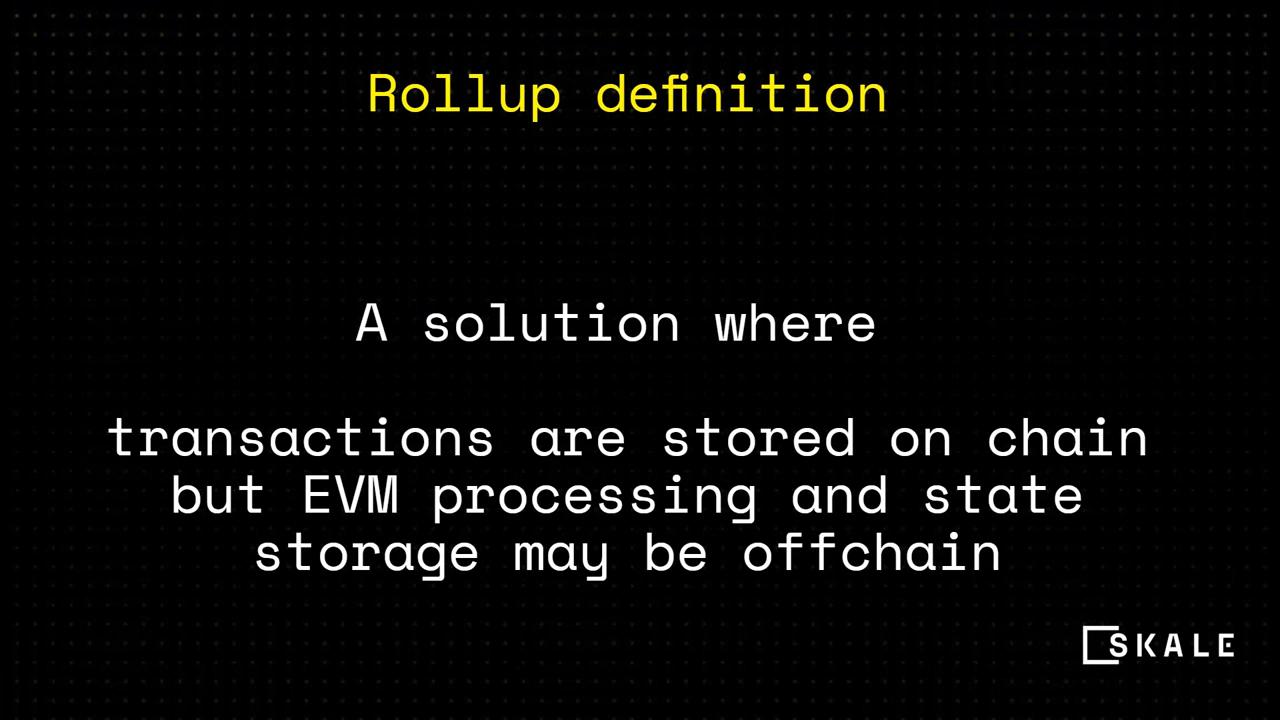 Rollup definition
A solution where
transactions are stored on chain
but EVM processing and state
storage may be offchain
SKALE